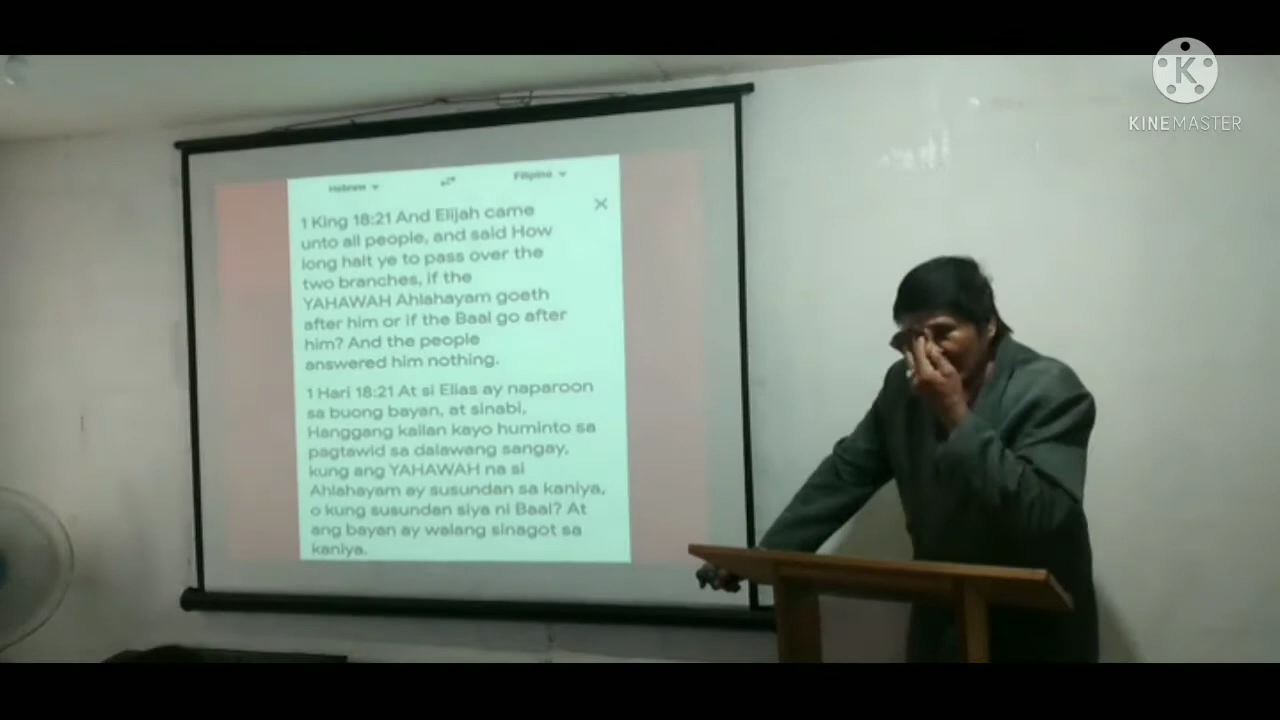 K
KINEMASTER
Hebrew
Filipino
1 King 18:21 And Elijah came
unto all people, and said How
long halt ye to pass over the
two branches, if the
YAHAWAH Ahlahayam goeth
after him or if the Baal go after
him? And the people
answered him nothing.
1 Hari 18:21 At si Elias ay naparoon
sa buong bayan, at sinabi,
Hanggang kailan kayo huminto sa
pagtawid sa dalawang sangay,
kung ang YAHAWAH na si
Ahlahayam ay susundan sa kaniya,
o kung susundan siya ni Baal? At
ang bayan ay walang sinagot sa
kaniya.